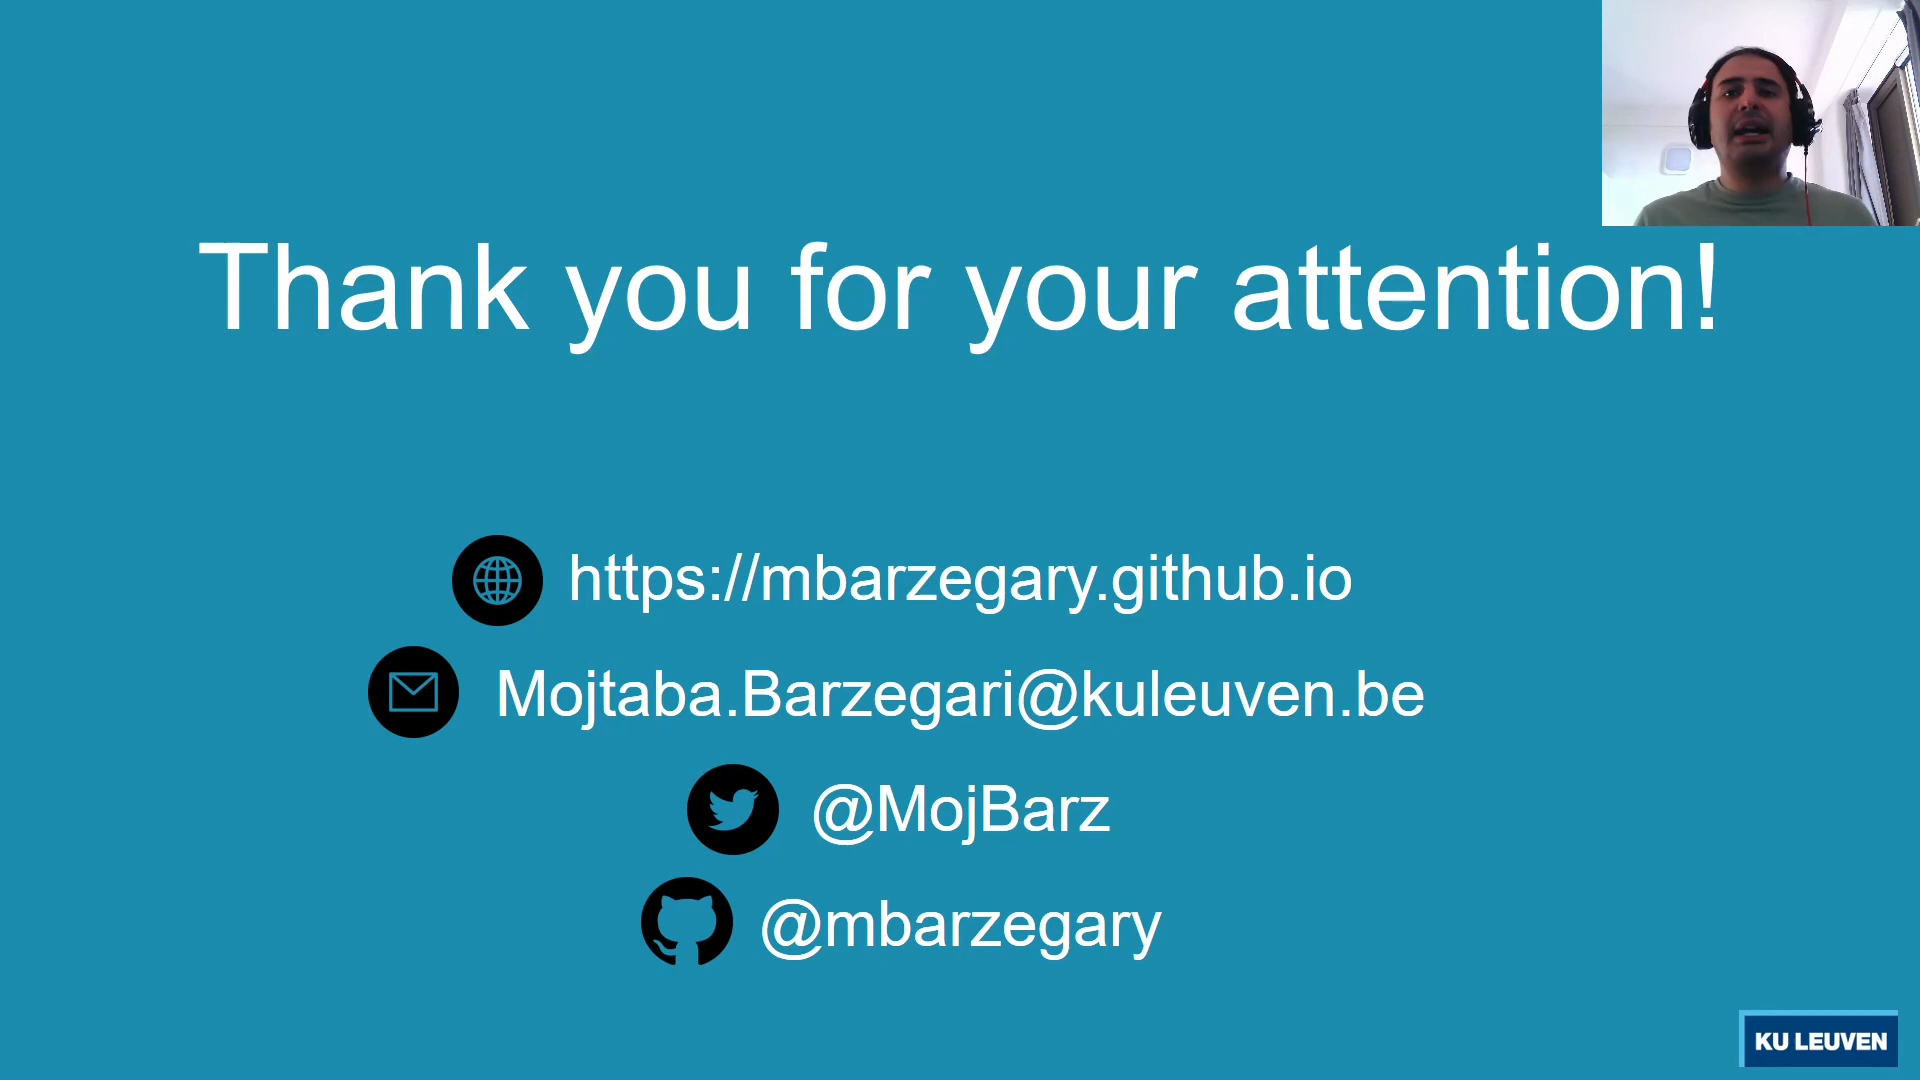 Thank you for your attention!
https://mbarzegary.github.io
Mojtaba.Barzegari@kuleuven.be
@MojBarz
@mbarzegary
KU LEUVEN